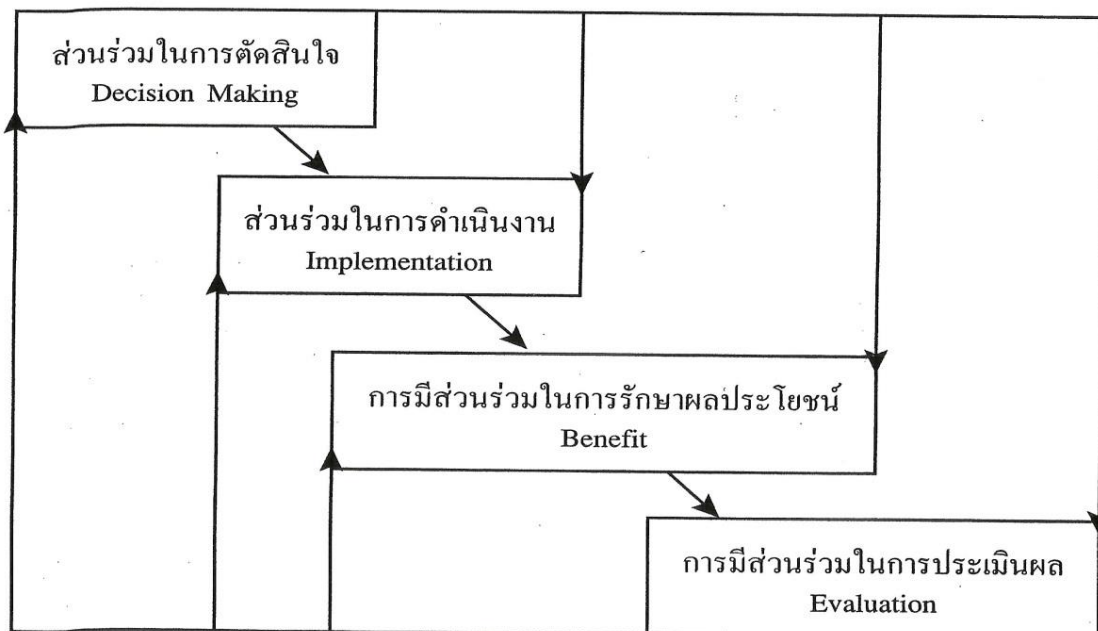 ส่วนร่วมในการตัดสินใจ
Decision Making
ส่วนร่วมในการดำเนินงาน
Implementation
การมีส่วนร่วมในการรักษาผลประโยชน์
Benefit
การมีส่วนร่วมในการประเมินผล
Evaluation